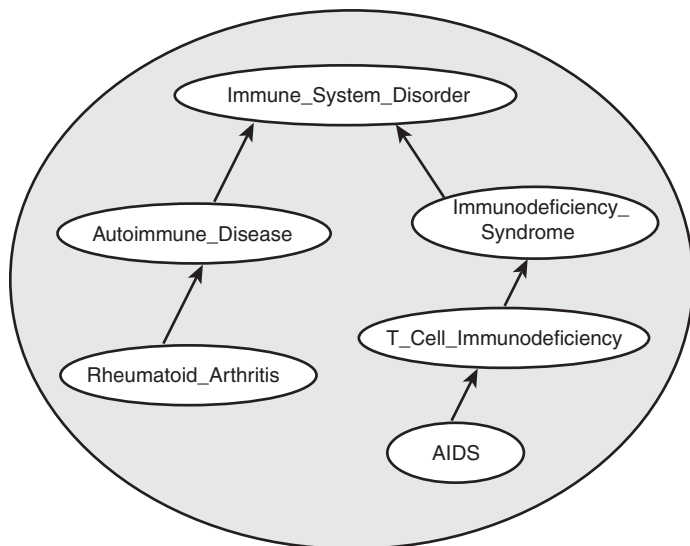 Immune_System_Disorder
Autoimmune_Disease
Immunodeficiency_
Syndrome
Rheumatoid_Arthritis
T_Cell_Immunodeficiency
AIDS